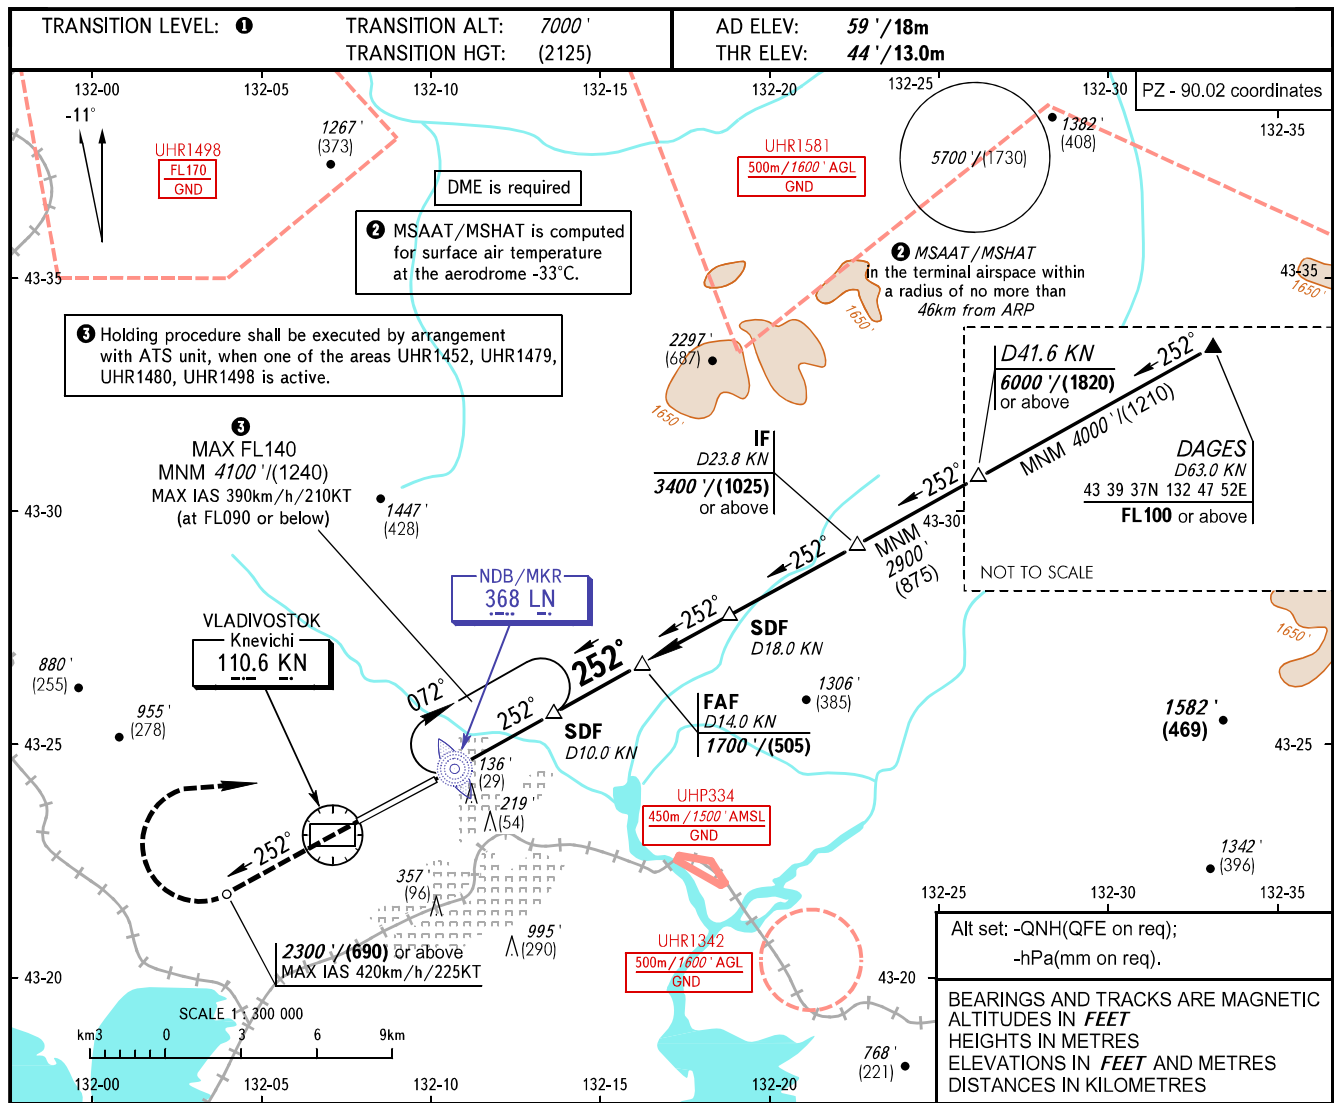 TRANSITION LEVEL: ❶
TRANSITION ALT: 7000'
TRANSITION HGT: (2125)
AD ELEV: 59'/18m
THR ELEV: 44'/13.0m
132-00
132-05
132-10
132-15
132-20
132-25
132-30
PZ - 90.02 coordinates
132-35
-11°
UHR1498
FL170
GND
1267'
(373)
DME is required
❷ MSAAT/MSHAT is computed
for surface air temperature
at the aerodrome -33°C.
UHR1581
500m/1600' AGL
GND
5700'/(1730)
1382'
(408)
❷ MSAAT/MSHAT
in the terminal airspace within
a radius of no more than
46km from ARP
43-35
43-35
1650'
1650'
1650'
❸ Holding procedure shall be executed by arrangement
with ATS unit, when one of the areas UHR1452, UHR1479,
UHR1480, UHR1498 is active.
2297'
(687)
D41.6 KN
6000'/(1820)
or above
252°
MNM 4000'/(1210)
DAGES
D63.0 KN
43 39 37N 132 47 52E
FL100 or above
NOT TO SCALE
❸
MAX FL140
MNM 4100'/(1240)
MAX IAS 390km/h/210KT
(at FL090 or below)
IF
D23.8 KN
3400'/(1025)
or above
252°
MNM
2900'
(875)
43-30
43-30
1447'
(428)
252°
NDB/MKR
368 LN
252°
SDF
D18.0 KN
VLADIVOSTOK
Knevichi
110.6 KN
252°
072°
252°
FAF
D14.0 KN
1700'/(505)
SDF
D10.0 KN
880'
(255)
955'
(278)
1306'
(385)
1582'
(469)
1650'
43-25
43-25
136'
(29)
219'
(54)
UHP334
450m/1500' AMSL
GND
252°
357'
(96)
995'
(290)
1342'
(396)
132-25
132-30
132-35
2300'/(690) or above
MAX IAS 420km/h/225KT
UHR1342
500m/1600' AGL
GND
43-20
43-20
Alt set: -QNH(QFE on req);
-hPa(mm on req).
SCALE 1 : 300 000
km3 0 3 6 9km
768'
(221)
BEARINGS AND TRACKS ARE MAGNETIC
ALTITUDES IN FEET
HEIGHTS IN METRES
ELEVATIONS IN FEET AND METRES
DISTANCES IN KILOMETRES
132-00
132-05
132-10
132-15
132-20